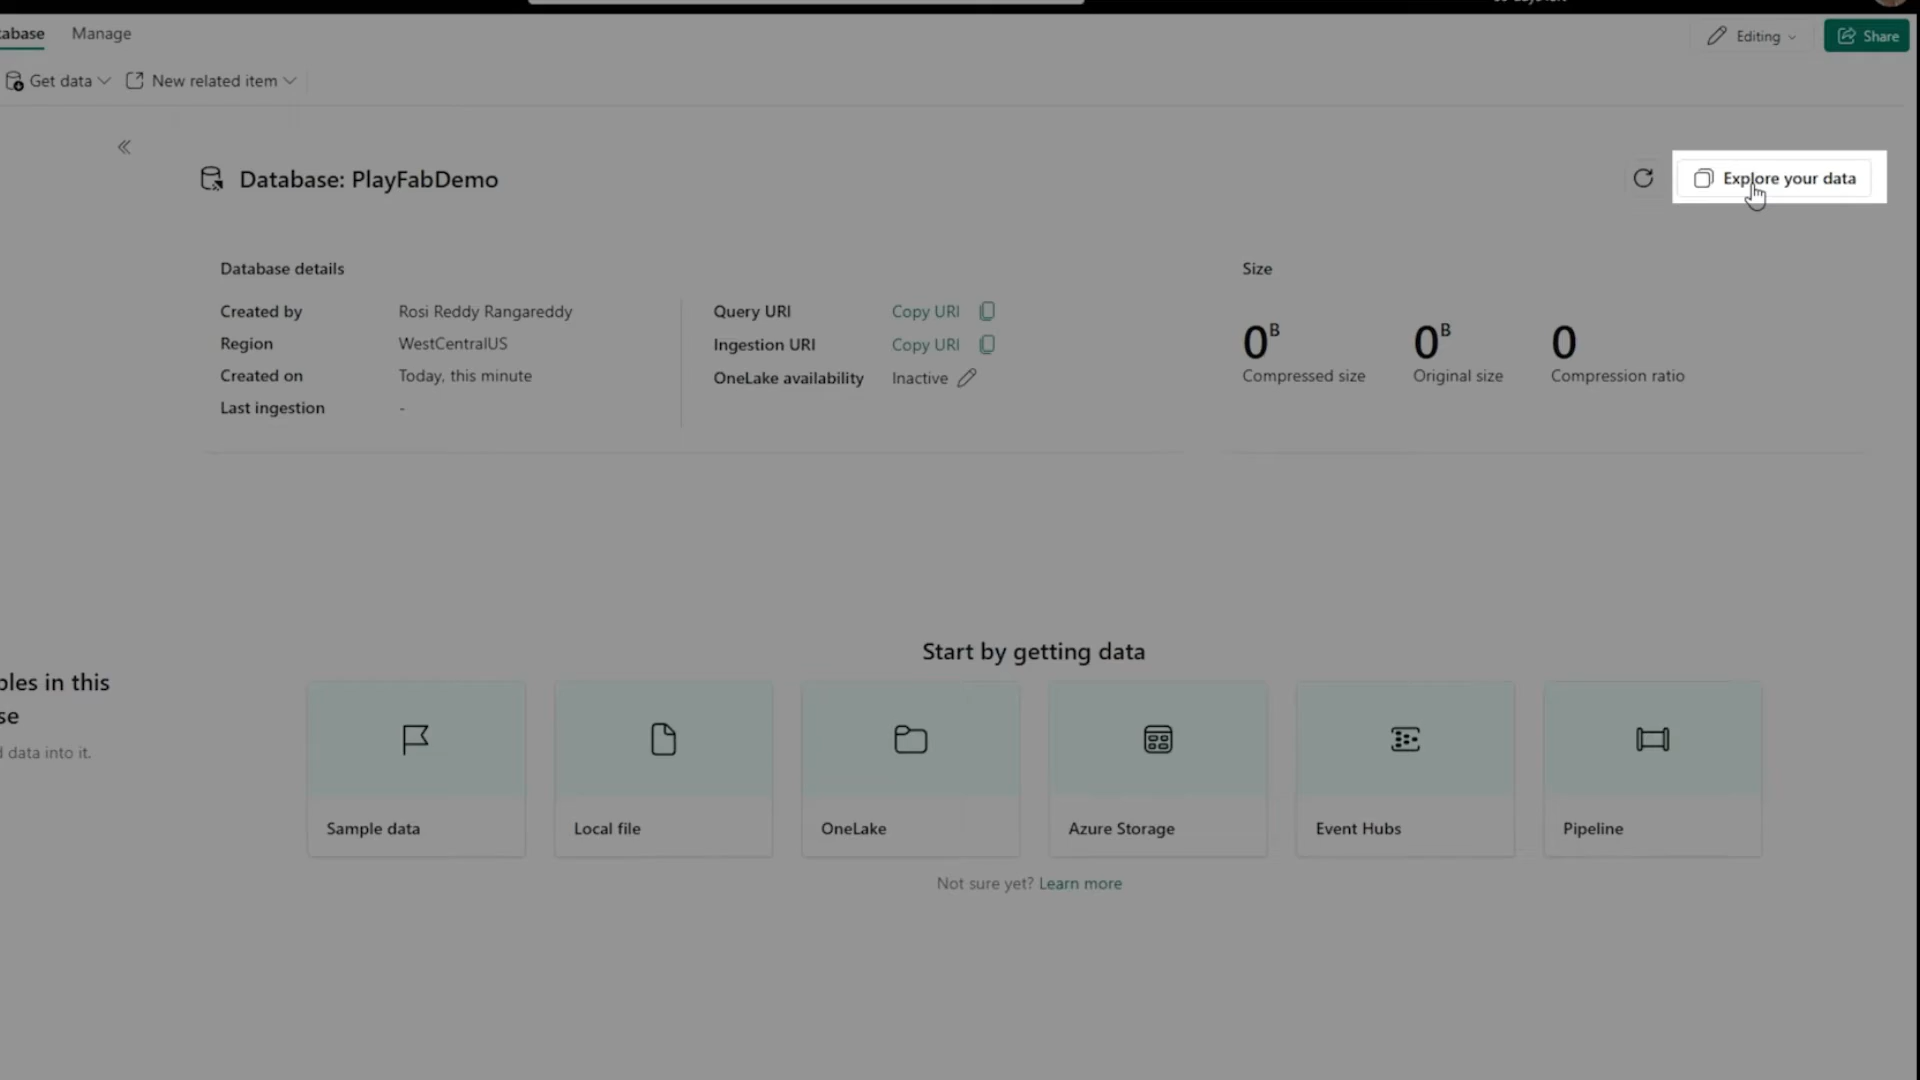 abase
Manage
Editing
Share
Get data
New related item
Database: PlayFabDemo
Explore your data
Database details
Created by
Rosi Reddy Rangareddy
Region
WestCentralUS
Created on
Today, this minute
Last ingestion
-
Query URI
Copy URI
Ingestion URI
Copy URI
OneLake availability
Inactive
Size
0 B
Compressed size
0 B
Original size
0
Compression ratio
bles in this
se
d data into it.
Start by getting data
Sample data
Local file
OneLake
Azure Storage
Event Hubs
Pipeline
Not sure yet? Learn more